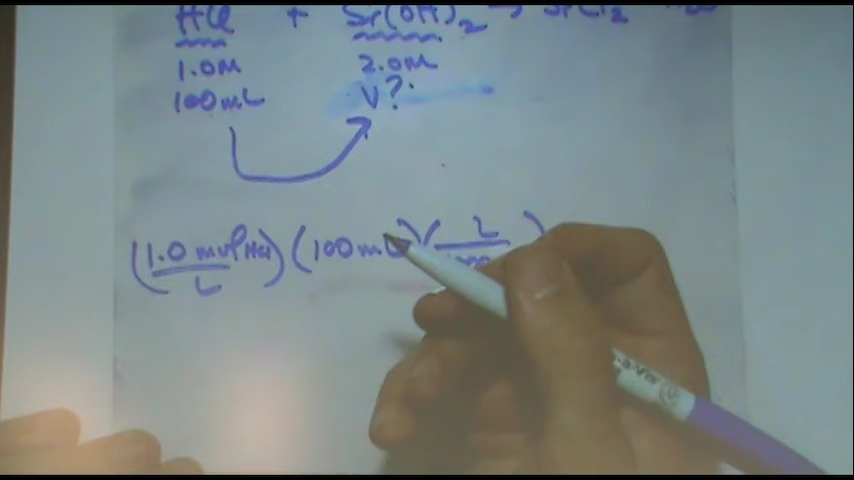 HCl + Sr(OH)2 → SrCl2
1.0M 2.0M
100mL V?
(1.0 mol HCl / L) (100 mL) ( L / )